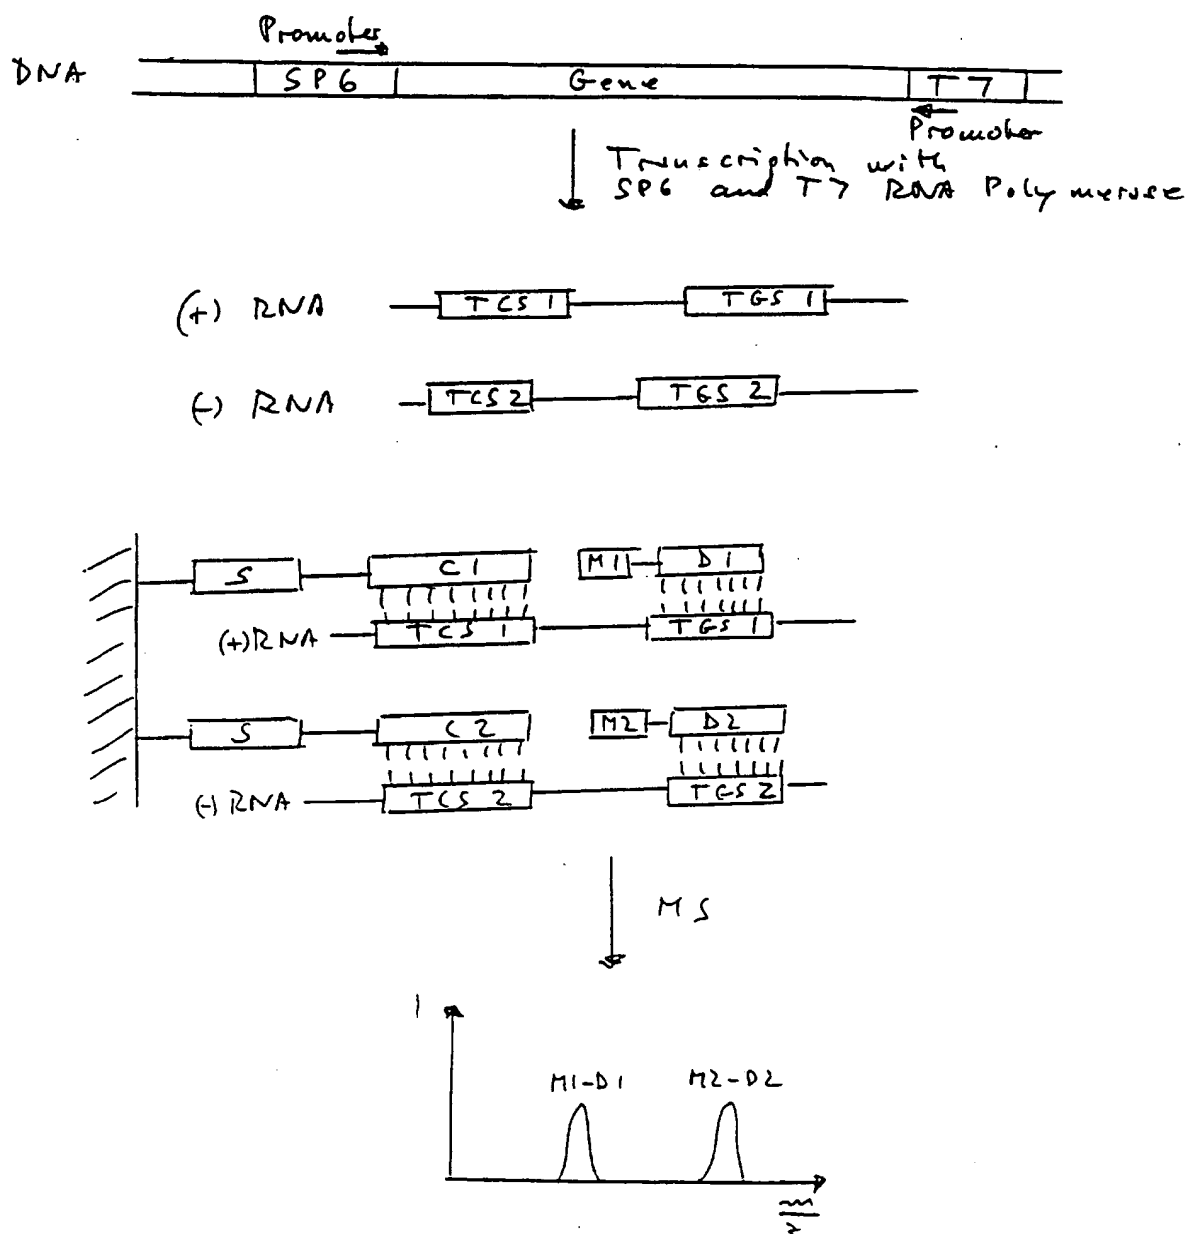 Promoter
DNA SP6 Gene T7
Promoter
Transcription with
SP6 and T7 RNA Polymerase
(+) RNA TCS 1 TGS 1
(-) RNA TCS 2 TGS 2
S C1 M1 D1
(+) RNA TCS 1 TGS 1
S C2 M2 D2
(-) RNA TCS 2 TGS 2
MS
I
M1-D1 M2-D2
m
z